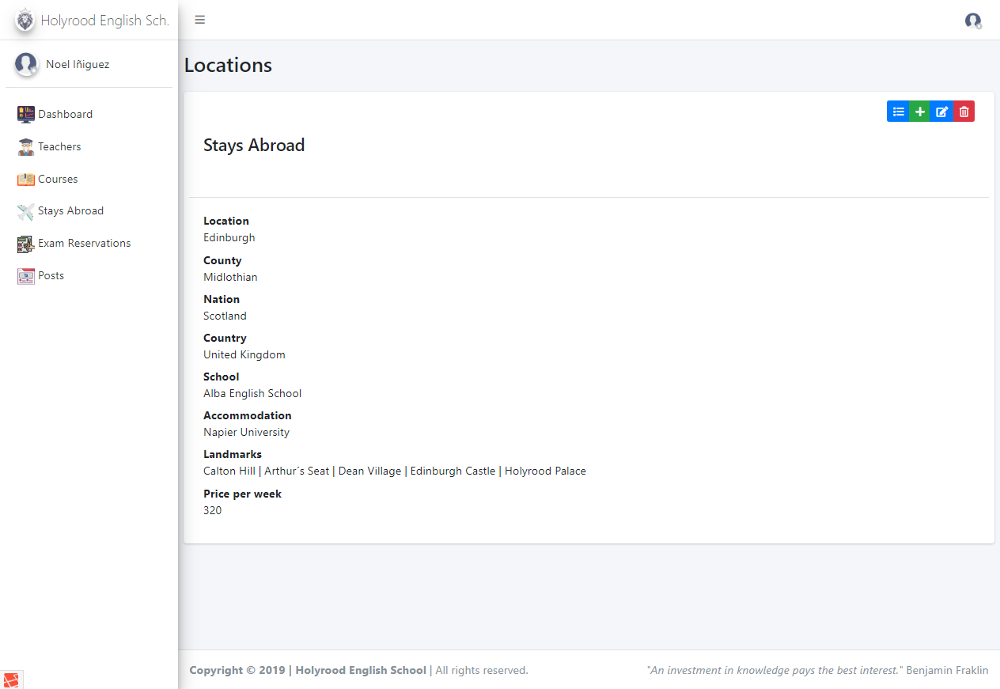 Holyrood English Sch.
Noel Iñiguez
Dashboard
Teachers
Courses
Stays Abroad
Exam Reservations
Posts
Locations
Stays Abroad
Location
Edinburgh
County
Midlothian
Nation
Scotland
Country
United Kingdom
School
Alba English School
Accommodation
Napier University
Landmarks
Calton Hill | Arthur´s Seat | Dean Village | Edinburgh Castle | Holyrood Palace
Price per week
320
Copyright © 2019 | Holyrood English School | All rights reserved.
"An investment in knowledge pays the best interest." Benjamin Fraklin